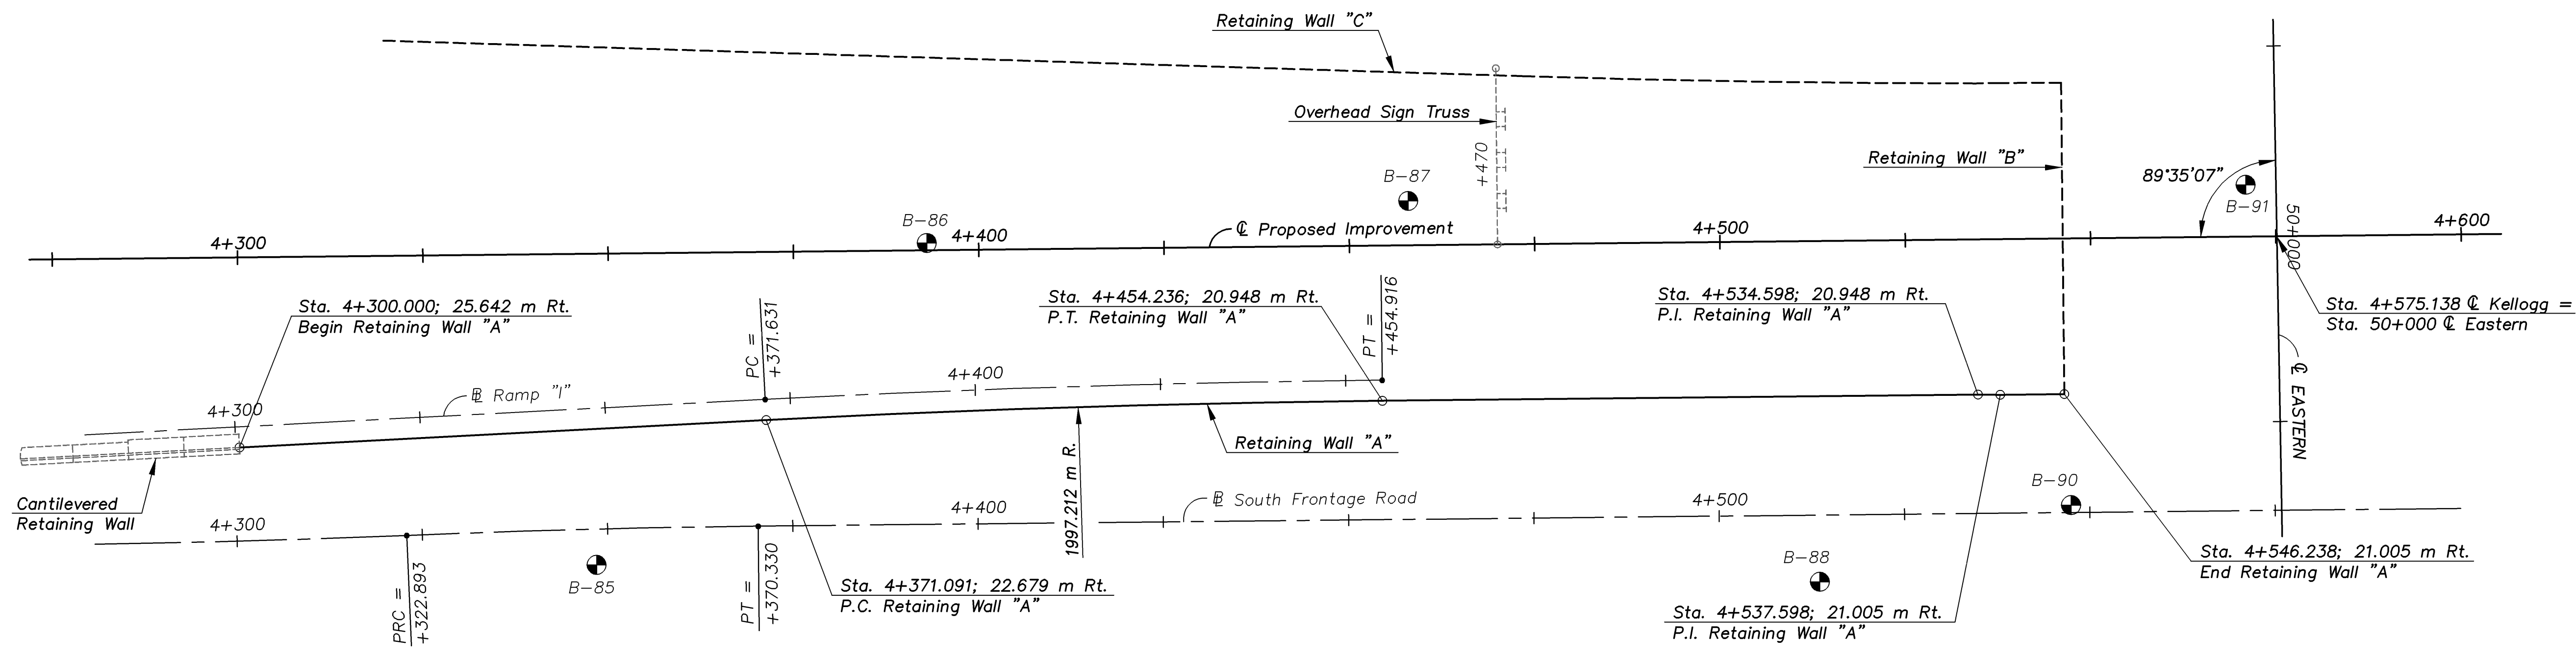 Retaining Wall "C"
Overhead Sign Truss
+470
Retaining Wall "B"
89°35'07"
B-86
B-87
B-91
4+300
4+400
℄ Proposed Improvement
4+500
50+000
4+600
Sta. 4+300.000; 25.642 m Rt.
Begin Retaining Wall "A"
PC =
+371.631
Sta. 4+454.236; 20.948 m Rt.
P.T. Retaining Wall "A"
PT =
+454.916
Sta. 4+534.598; 20.948 m Rt.
P.I. Retaining Wall "A"
Sta. 4+575.138 ℄ Kellogg =
Sta. 50+000 ℄ Eastern
4+300
BL Ramp "I"
4+400
℄ EASTERN
Retaining Wall "A"
1997.212 m R.
Cantilevered
Retaining Wall
4+300
4+400
BL South Frontage Road
4+500
B-90
PRC =
+322.893
B-85
PT =
+370.330
Sta. 4+371.091; 22.679 m Rt.
P.C. Retaining Wall "A"
B-88
Sta. 4+537.598; 21.005 m Rt.
P.I. Retaining Wall "A"
Sta. 4+546.238; 21.005 m Rt.
End Retaining Wall "A"